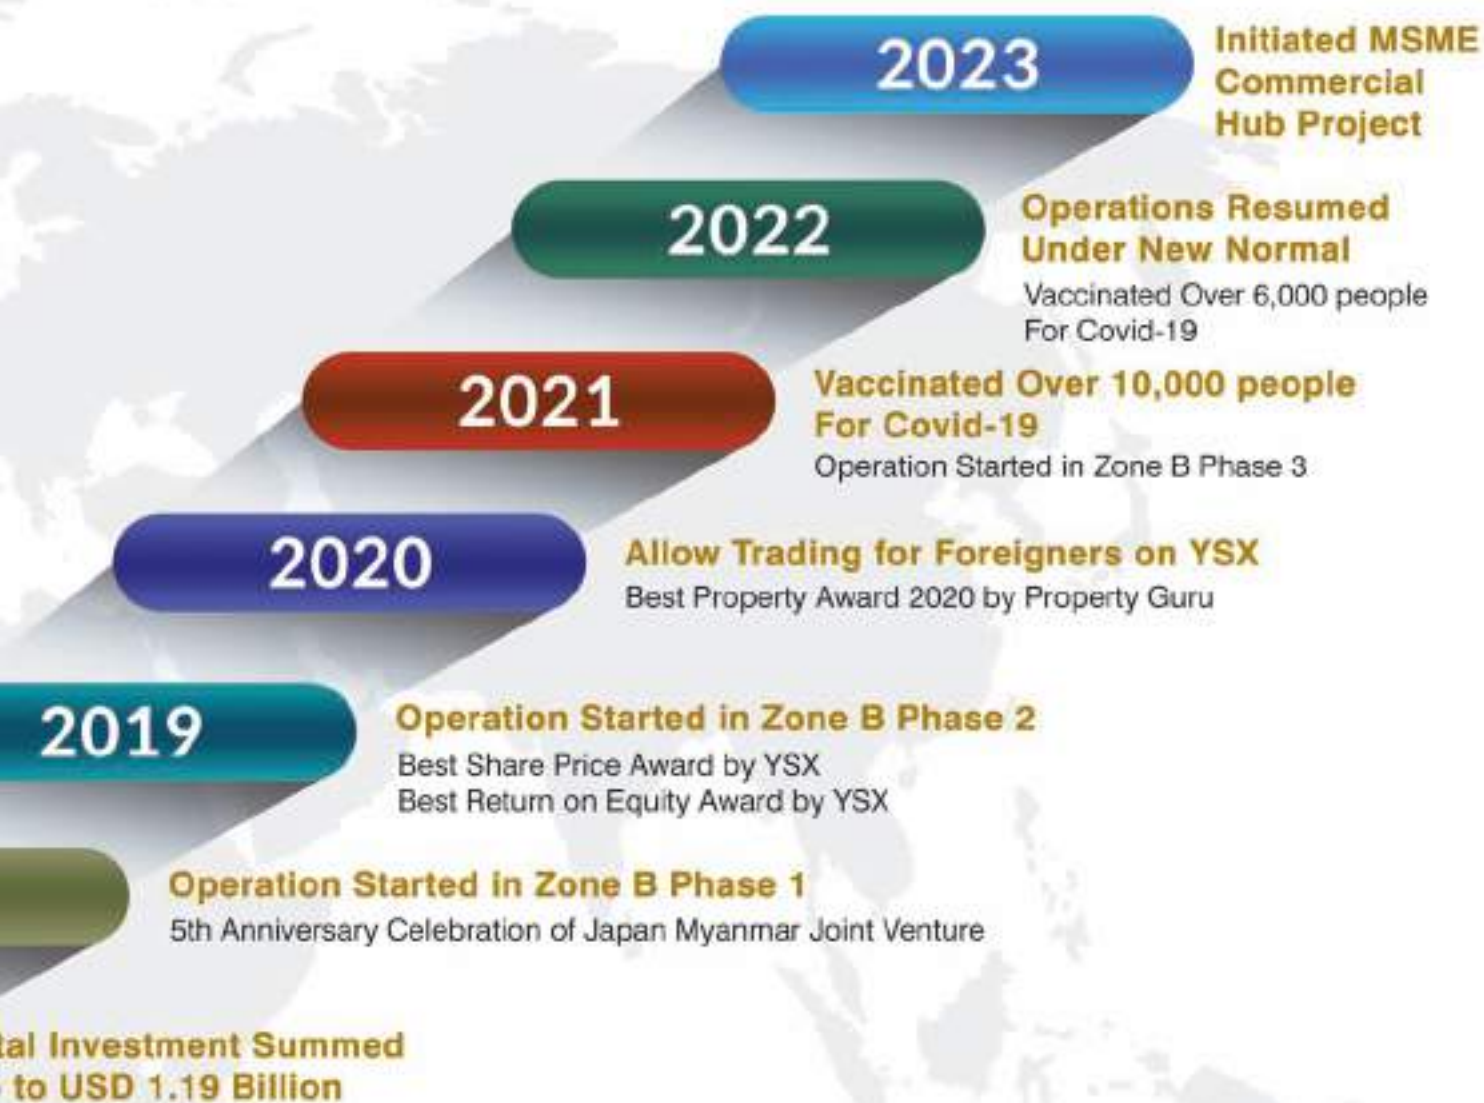 2023
Initiated MSME
Commercial
Hub Project
2022
Operations Resumed
Under New Normal
Vaccinated Over 6,000 people
For Covid-19
2021
Vaccinated Over 10,000 people
For Covid-19
Operation Started in Zone B Phase 3
2020
Allow Trading for Foreigners on YSX
Best Property Award 2020 by Property Guru
2019
Operation Started in Zone B Phase 2
Best Share Price Award by YSX
Best Return on Equity Award by YSX
Operation Started in Zone B Phase 1
5th Anniversary Celebration of Japan Myanmar Joint Venture
Investment Summed
to USD 1.19 Billion